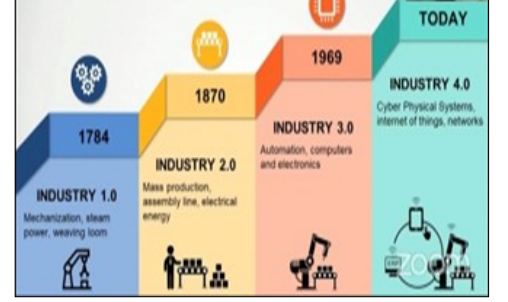 1784
INDUSTRY 1.0
Mechanization, steam
power, weaving loom
1870
INDUSTRY 2.0
Mass production,
assembly line, electrical
energy
1969
INDUSTRY 3.0
Automation, computers
and electronics
TODAY
INDUSTRY 4.0
Cyber Physical Systems,
internet of things, networks
ZOOM